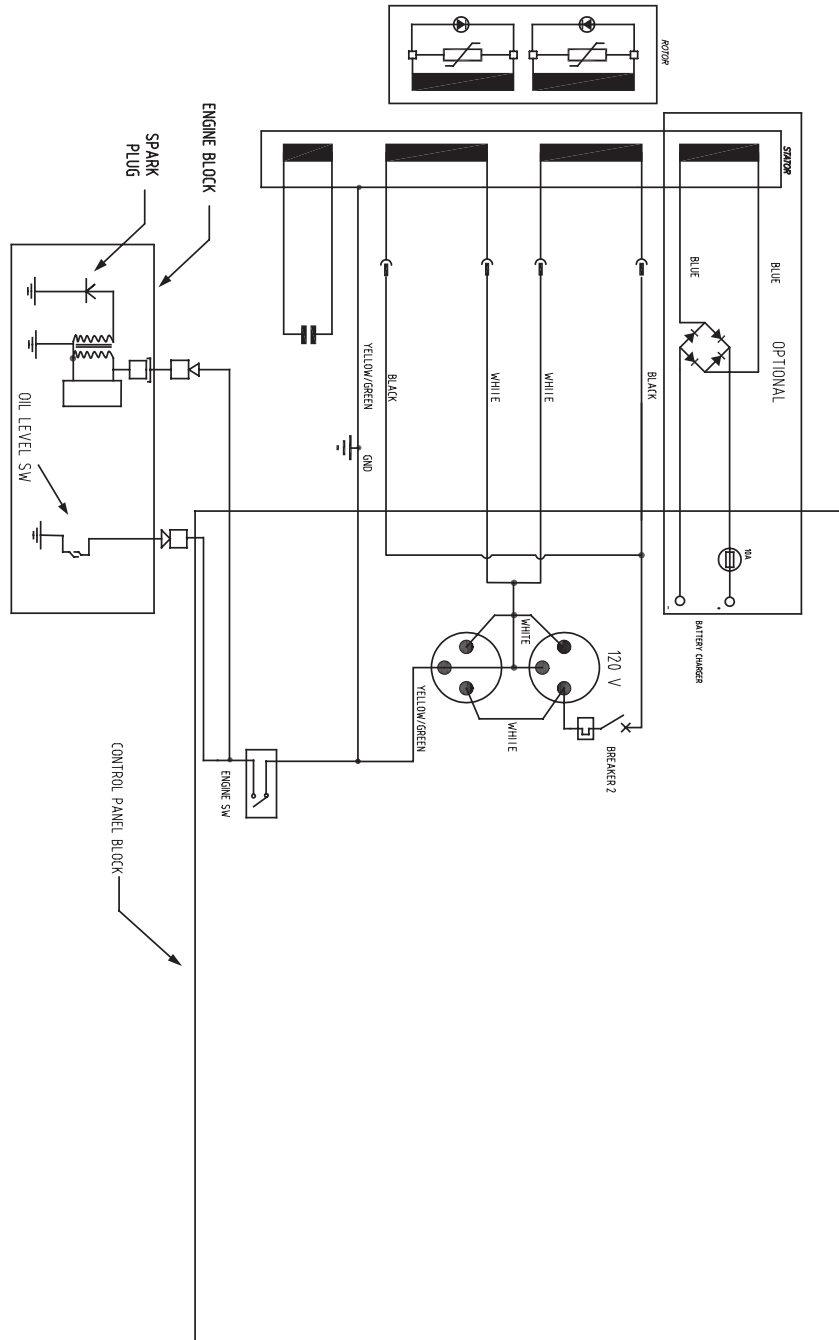 ROTOR
STATOR
BLUE
BLUE
OPTIONAL
10A
-
+
BATTERY CHARGER
BLACK
WHITE
WHITE
BLACK
YELLOW/GREEN
GND
120 V
WHITE
WHITE
BREAKER 2
YELLOW/GREEN
ENGINE SW
ENGINE BLOCK
SPARK
PLUG
OIL LEVEL SW
CONTROL PANEL BLOCK